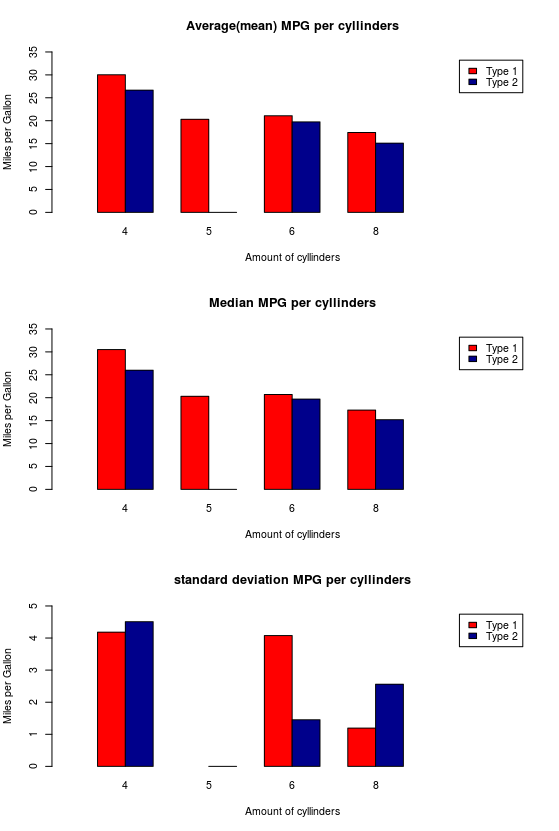 Average(mean) MPG per cyllinders
Miles per Gallon
0 5 10 15 20 25 30 35
Type 1
Type 2
4 5 6 8
Amount of cyllinders
Median MPG per cyllinders
Miles per Gallon
0 5 10 15 20 25 30 35
Type 1
Type 2
4 5 6 8
Amount of cyllinders
standard deviation MPG per cyllinders
Miles per Gallon
0 1 2 3 4 5
Type 1
Type 2
4 5 6 8
Amount of cyllinders